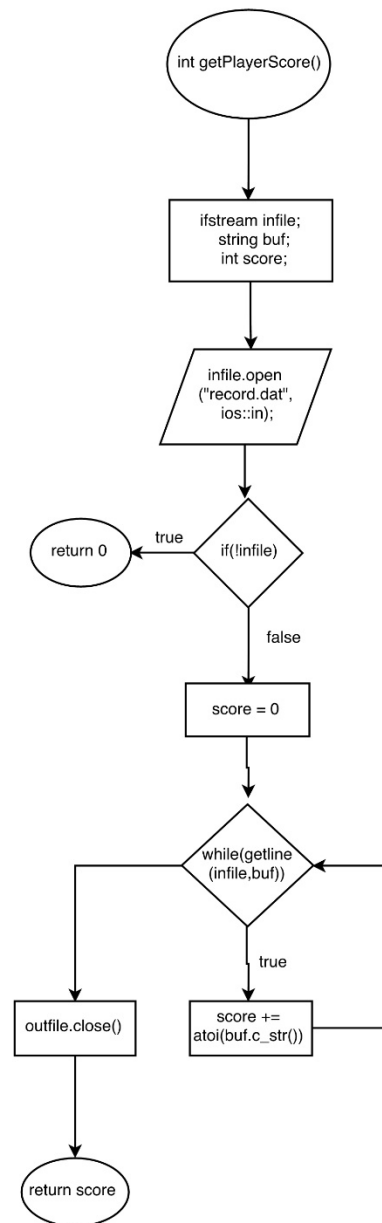 int getPlayerScore()
ifstream infile;
string buf;
int score;
infile.open
("record.dat",
ios::in);
if(!infile)
true
return 0
false
score = 0
while(getline
(infile,buf))
true
score +=
atoi(buf.c_str())
outfile.close()
return score